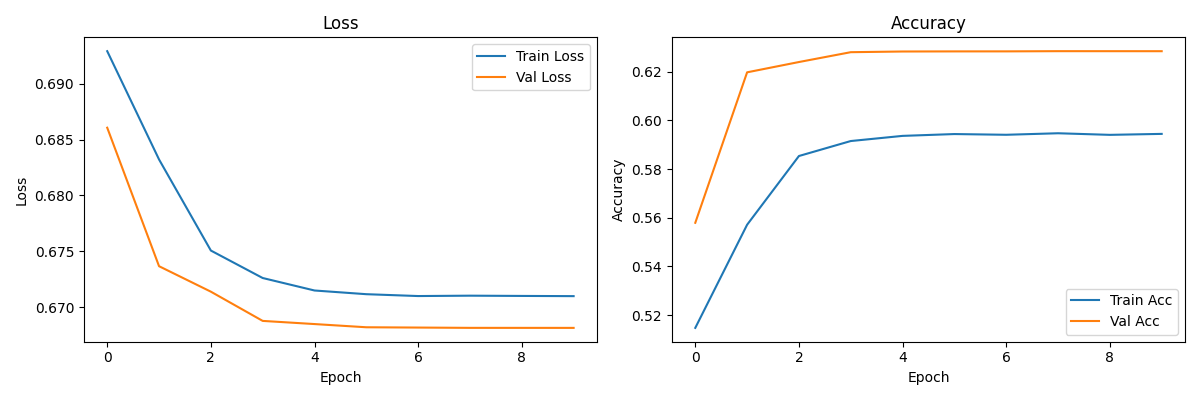 Loss
Train Loss
Val Loss
0.690
0.685
0.680
0.675
0.670
Loss
0 2 4 6 8
Epoch
Accuracy
0.62
0.60
0.58
0.56
0.54
0.52
Accuracy
Train Acc
Val Acc
0 2 4 6 8
Epoch